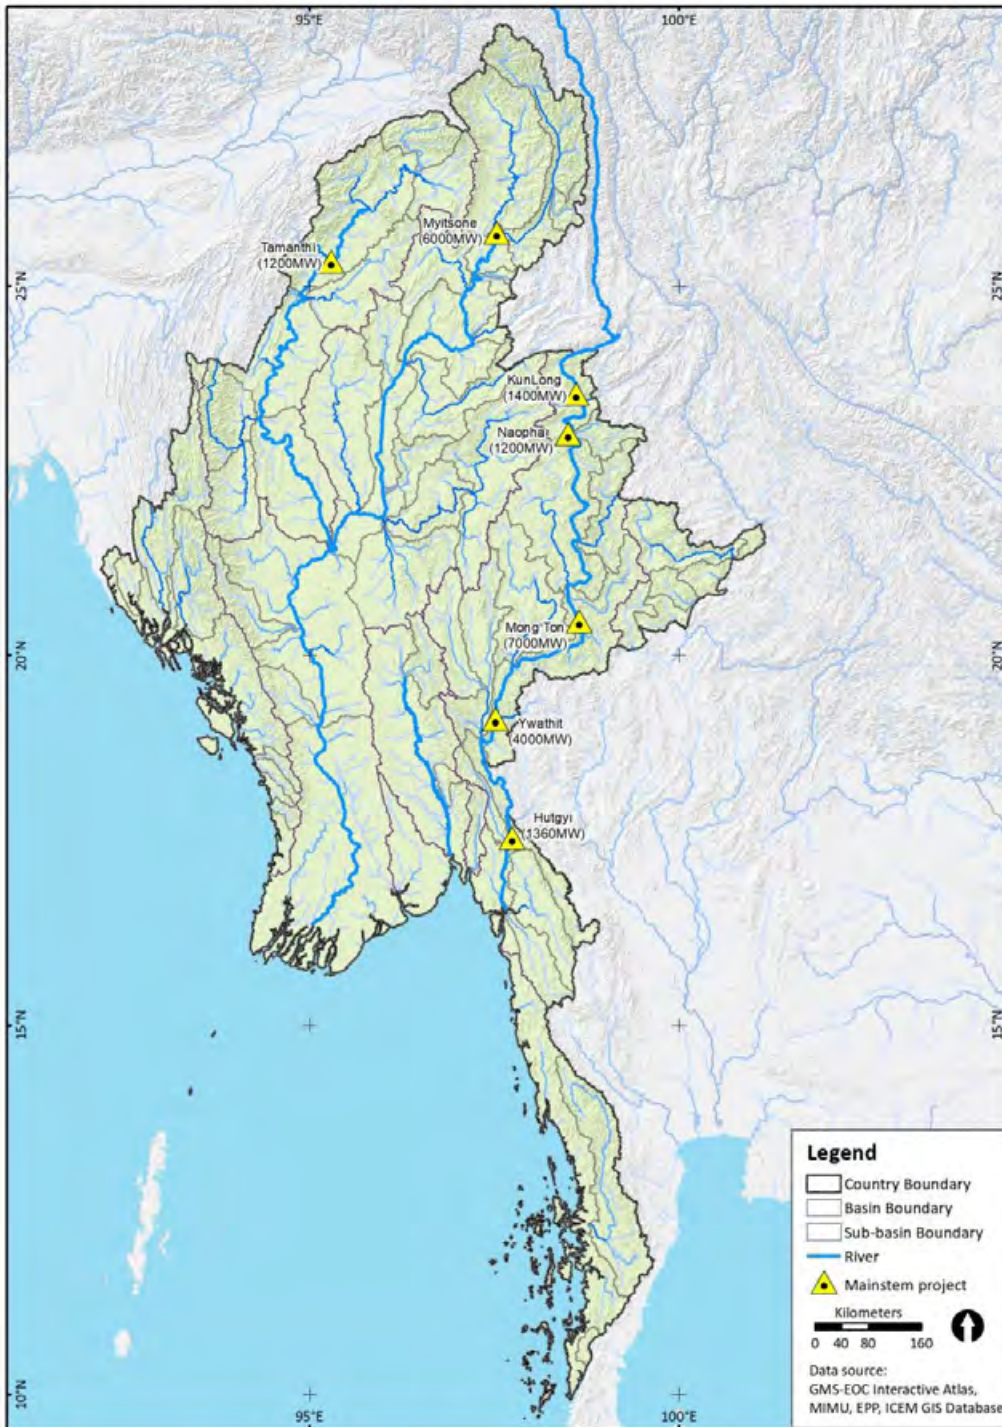 95°E
100°E
Myitsone
(6000MW)
Tamanthi
(1200MW)
25°N
25°N
KunLong
(1400MW)
Naopha
(1200MW)
Mong Ton
(7000MW)
20°N
20°N
Ywathit
(4000MW)
Hutgyi
(1360MW)
15°N
15°N
Legend
Country Boundary
Basin Boundary
Sub-basin Boundary
River
Mainstem project
Kilometers
0 40 80 160
Data source:
GMS-EOC Interactive Atlas,
MIMU, EPP, ICEM GIS Database
10°N
10°N
95°E
100°E